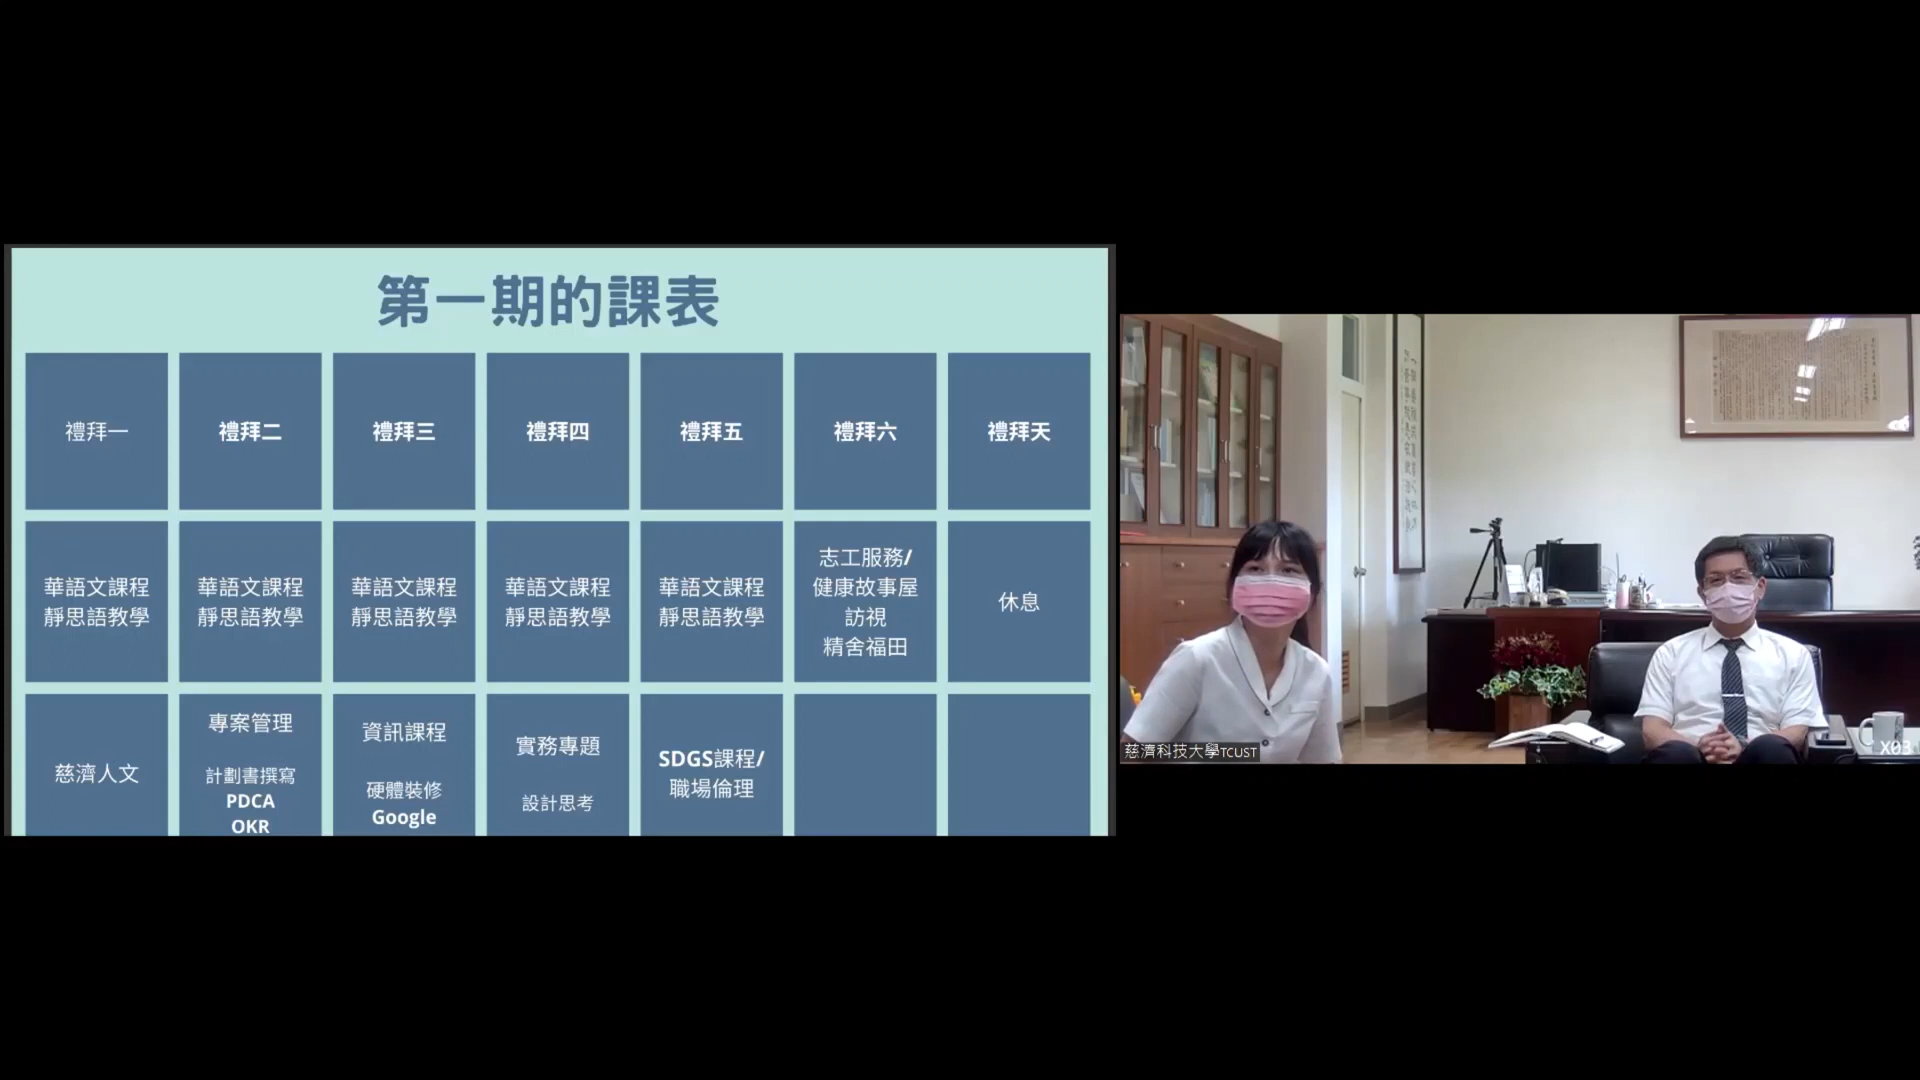 第一期的課表
禮拜一
禮拜二
禮拜三
禮拜四
禮拜五
禮拜六
禮拜天
華語文課程
靜思語教學
華語文課程
靜思語教學
華語文課程
靜思語教學
華語文課程
靜思語教學
華語文課程
靜思語教學
志工服務/
健康故事屋
訪視
精舍福田
休息
慈濟人文
專案管理
計劃書撰寫
PDCA
OKR
資訊課程
硬體裝修
Google
實務專題
設計思考
SDGS課程/
職場倫理
慈濟科技大學TCUST
X03